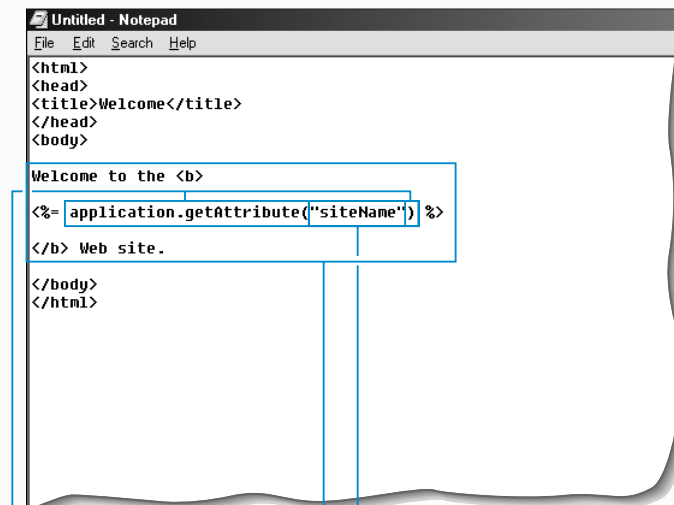 Untitled - Notepad
File Edit Search Help
<html>
<head>
<title>Welcome</title>
</head>
<body>
Welcome to the <b>
<%= application.getAttribute("siteName") %>
</b> Web site.
</body>
</html>